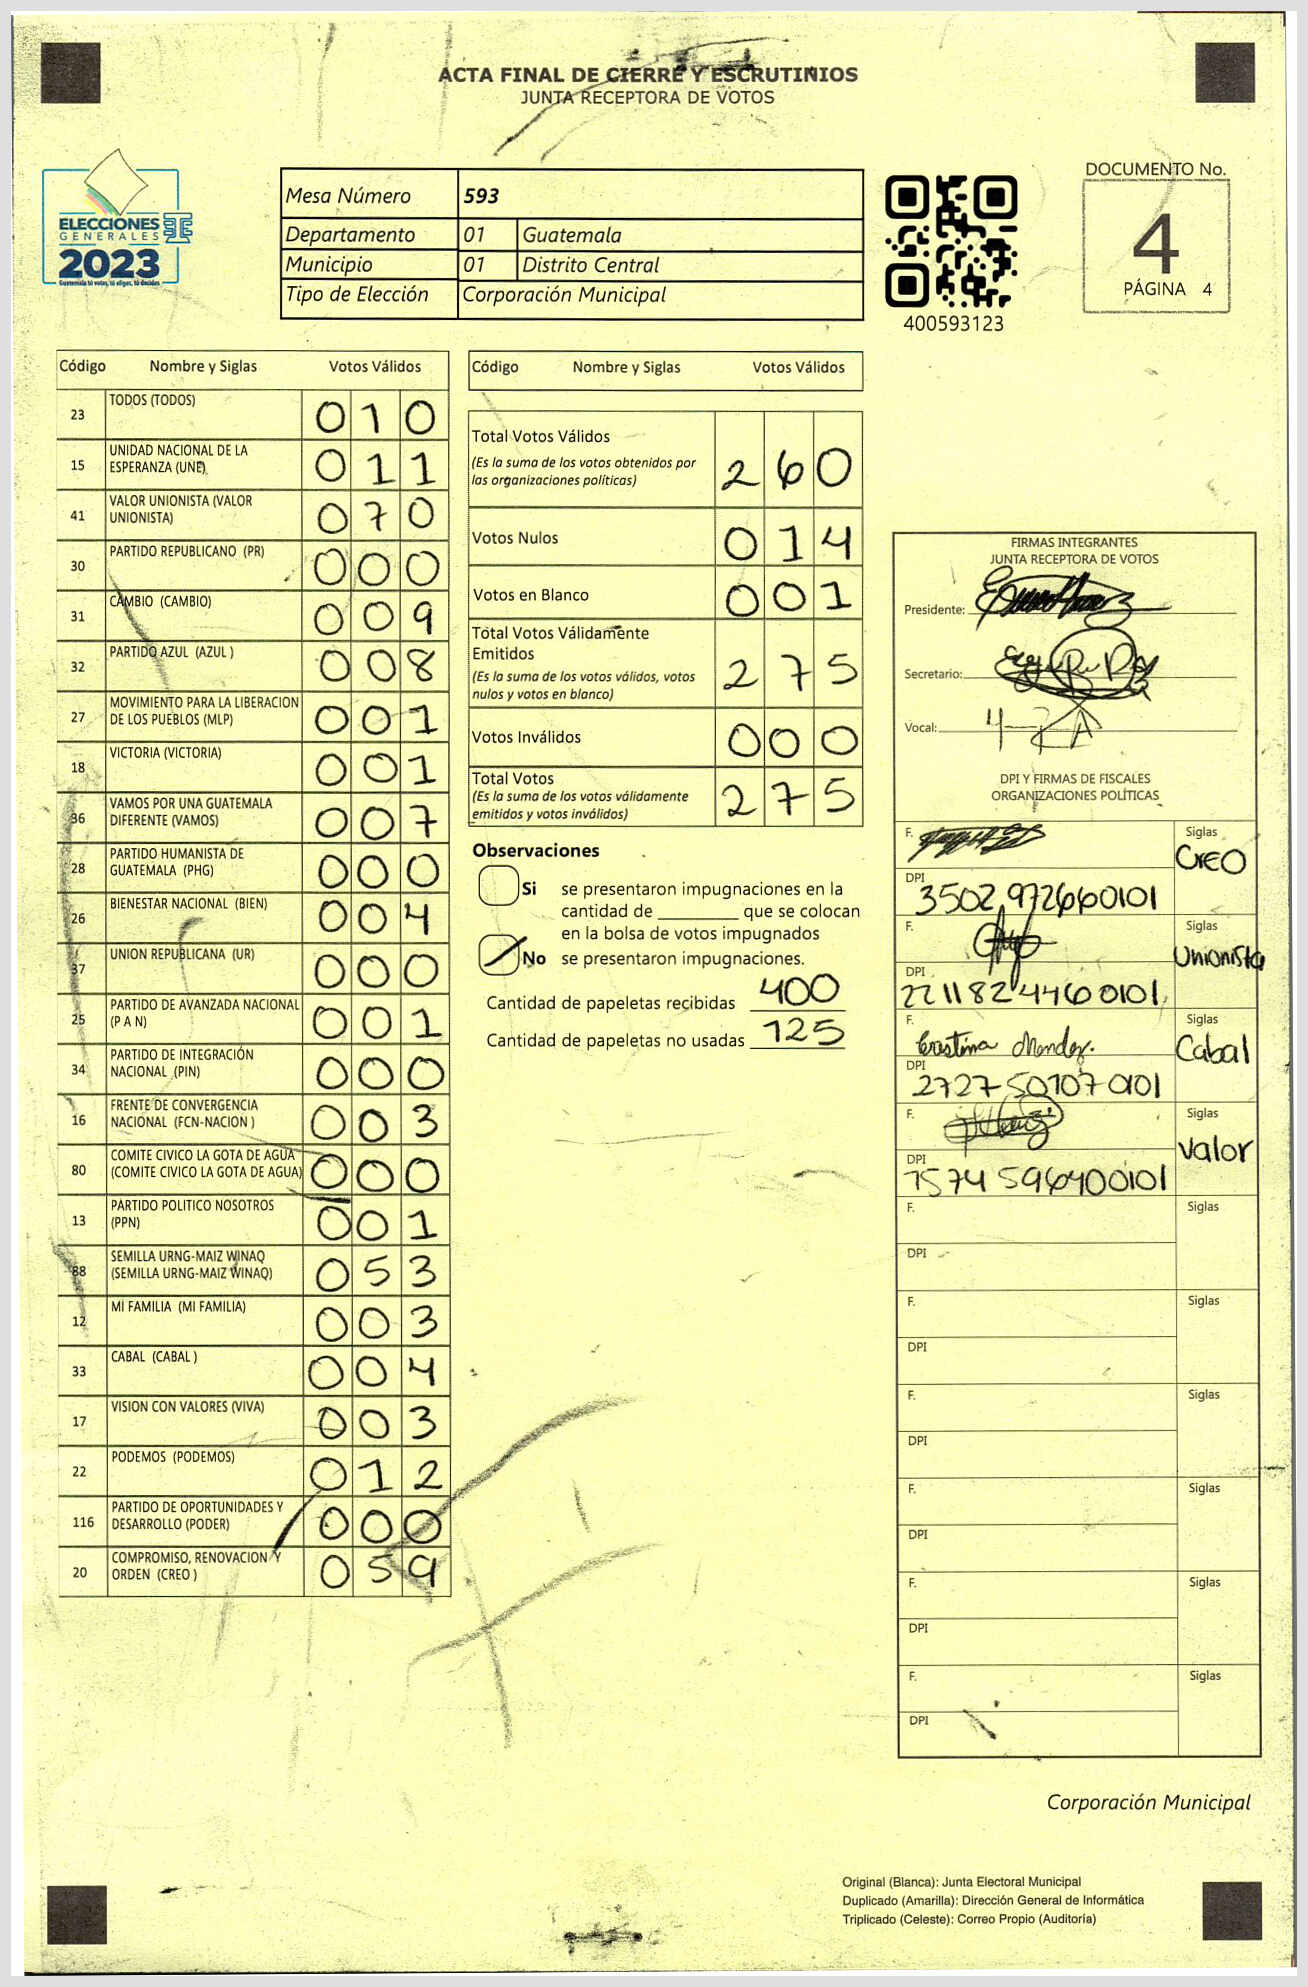 ACTA FINAL DE CIERRE Y ESCRUTINIOS
JUNTA RECEPTORA DE VOTOS
ELECCIONES
GENERALES
2023
Guatemala tú votas, tú eliges, tú decides
Mesa Número 593
Departamento 01 Guatemala
Municipio 01 Distrito Central
Tipo de Elección Corporación Municipal
400593123
DOCUMENTO No.
4
PÁGINA 4
Código Nombre y Siglas Votos Válidos
23 TODOS (TODOS) 010
15 UNIDAD NACIONAL DE LA
ESPERANZA (UNE) 011
41 VALOR UNIONISTA (VALOR
UNIONISTA) 070
30 PARTIDO REPUBLICANO (PR) 000
31 CAMBIO (CAMBIO) 009
32 PARTIDO AZUL (AZUL ) 008
27 MOVIMIENTO PARA LA LIBERACION
DE LOS PUEBLOS (MLP) 001
18 VICTORIA (VICTORIA) 001
36 VAMOS POR UNA GUATEMALA
DIFERENTE (VAMOS) 007
28 PARTIDO HUMANISTA DE
GUATEMALA (PHG) 000
26 BIENESTAR NACIONAL (BIEN) 004
37 UNION REPUBLICANA (UR) 000
25 PARTIDO DE AVANZADA NACIONAL
(P A N) 001
34 PARTIDO DE INTEGRACIÓN
NACIONAL (PIN) 000
16 FRENTE DE CONVERGENCIA
NACIONAL (FCN-NACION ) 003
80 COMITE CIVICO LA GOTA DE AGUA
(COMITE CIVICO LA GOTA DE AGUA) 000
13 PARTIDO POLITICO NOSOTROS
(PPN) 001
88 SEMILLA URNG-MAIZ WINAQ
(SEMILLA URNG-MAIZ WINAQ) 053
12 MI FAMILIA (MI FAMILIA) 003
33 CABAL (CABAL ) 004
17 VISION CON VALORES (VIVA) 003
22 PODEMOS (PODEMOS) 012
116 PARTIDO DE OPORTUNIDADES Y
DESARROLLO (PODER) 000
20 COMPROMISO, RENOVACION Y
ORDEN (CREO ) 059
Código Nombre y Siglas Votos Válidos
Total Votos Válidos
(Es la suma de los votos obtenidos por
las organizaciones políticas) 260
Votos Nulos 014
Votos en Blanco 001
Total Votos Válidamente
Emitidos
(Es la suma de los votos válidos, votos
nulos y votos en blanco) 275
Votos Inválidos 000
Total Votos
(Es la suma de los votos válidamente
emitidos y votos inválidos) 275
Observaciones
Si se presentaron impugnaciones en la
cantidad de ________ que se colocan
en la bolsa de votos impugnados
No se presentaron impugnaciones.
Cantidad de papeletas recibidas 400
Cantidad de papeletas no usadas 125
FIRMAS INTEGRANTES
JUNTA RECEPTORA DE VOTOS
Presidente:
Secretario:
Vocal:
DPI Y FIRMAS DE FISCALES
ORGANIZACIONES POLÍTICAS
F. Siglas
CREO
DPI
3502 972660101
F. Siglas
Unionista
DPI
2211824460101
F. Siglas
Cristina Mendez. Cabal
DPI
2727501070101
F. Siglas
Valor
DPI
1574596400101
F. Siglas
DPI
F. Siglas
DPI
F. Siglas
DPI
F. Siglas
DPI
F. Siglas
DPI
F. Siglas
DPI
Corporación Municipal
Original (Blanca): Junta Electoral Municipal
Duplicado (Amarilla): Dirección General de Informática
Triplicado (Celeste): Correo Propio (Auditoría)